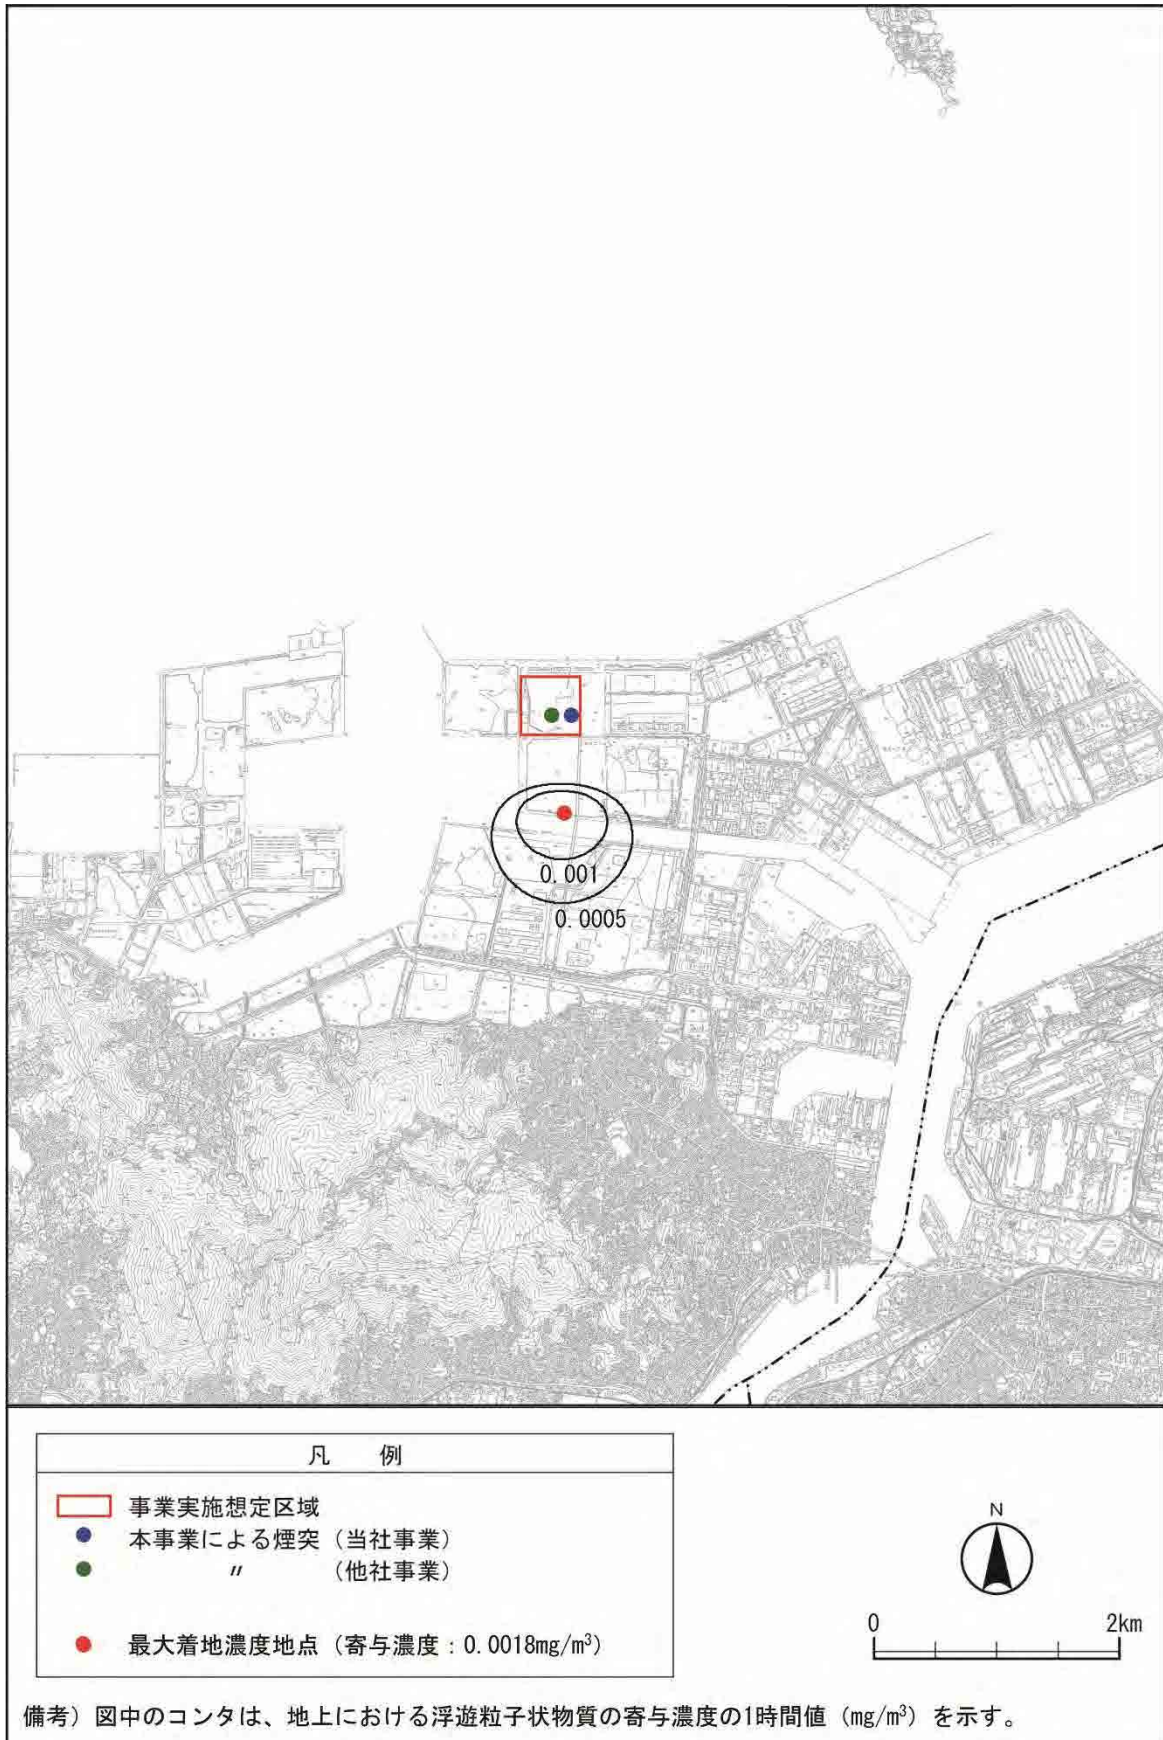 0.001
0.0005
凡 例
事業実施想定区域
本事業による煙突（当社事業）
〃 （他社事業）
最大着地濃度地点（寄与濃度：0.0018mg/m³）
N
0 2km
備考）図中のコンタは、地上における浮遊粒子状物質の寄与濃度の1時間値（mg/m³）を示す。